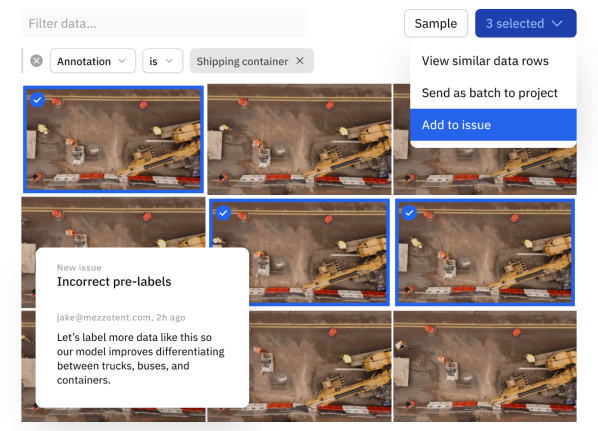 Filter data...
Sample
3 selected
Annotation
is
Shipping container
View similar data rows
Send as batch to project
Add to issue
New issue
Incorrect pre-labels
jake@mezzotent.com, 2h ago
Let's label more data like this so
our model improves differentiating
between trucks, buses, and
containers.